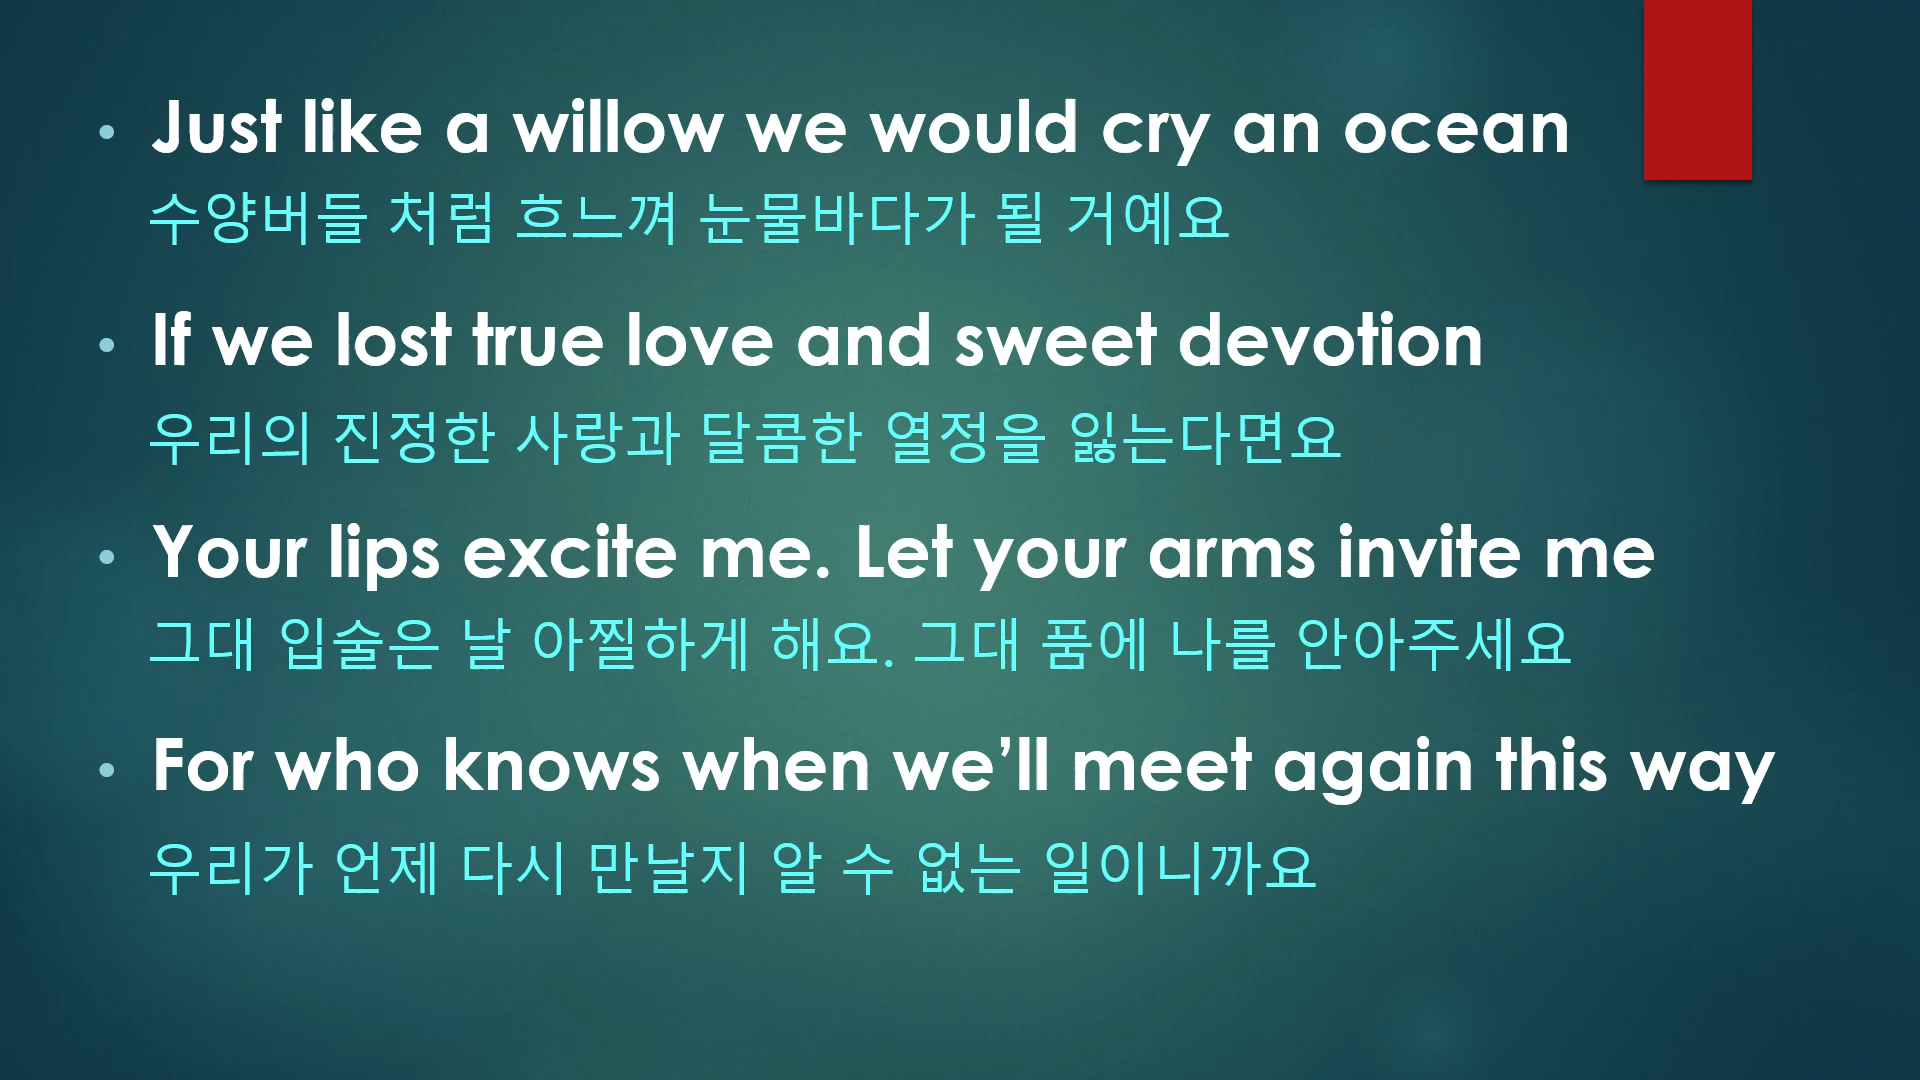 • Just like a willow we would cry an ocean
수양버들 처럼 흐느껴 눈물바다가 될 거예요
• If we lost true love and sweet devotion
우리의 진정한 사랑과 달콤한 열정을 잃는다면요
• Your lips excite me. Let your arms invite me
그대 입술은 날 아찔하게 해요. 그대 품에 나를 안아주세요
• For who knows when we’ll meet again this way
우리가 언제 다시 만날지 알 수 없는 일이니까요